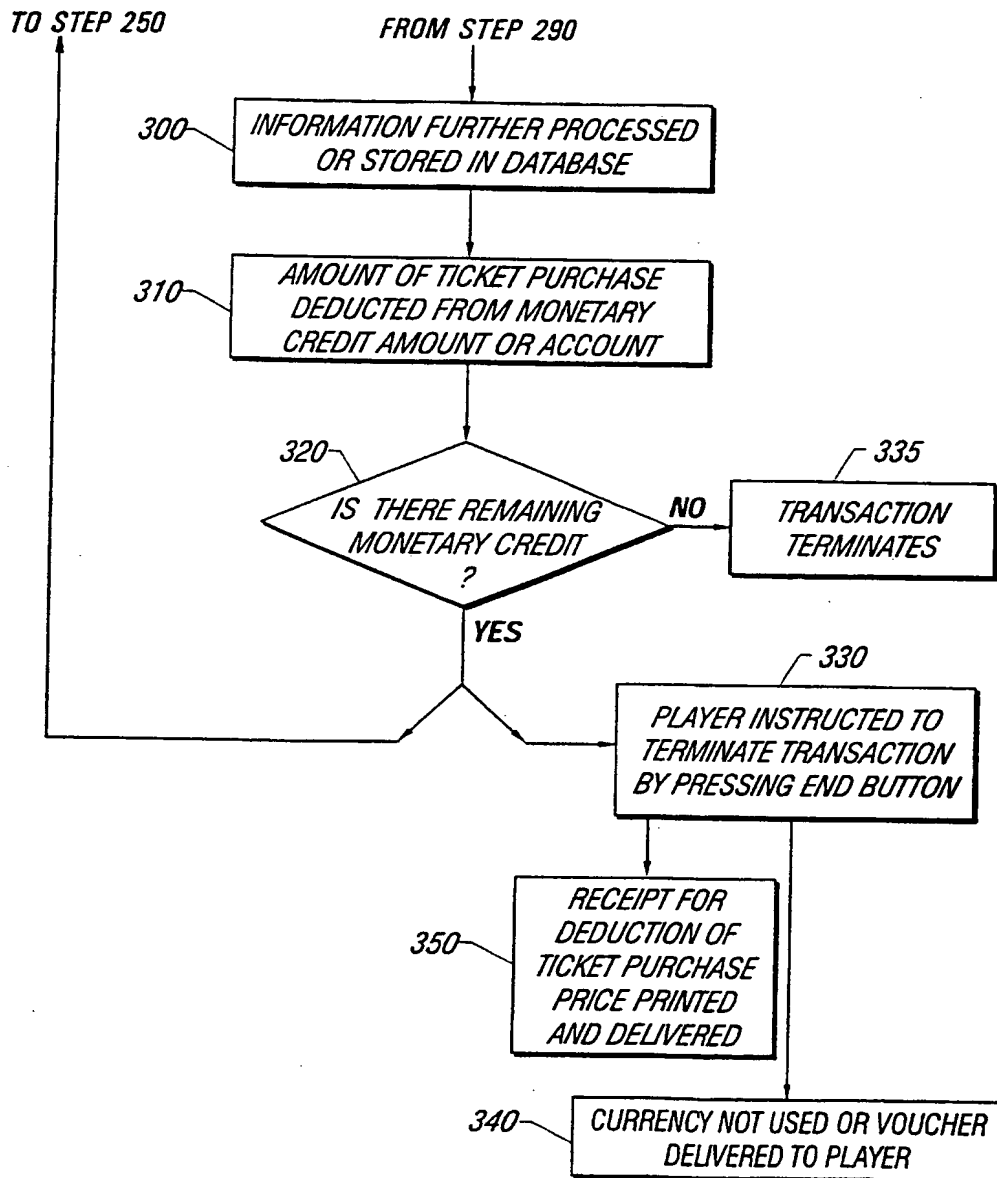 TO STEP 250
FROM STEP 290
300
INFORMATION FURTHER PROCESSED
OR STORED IN DATABASE
310
AMOUNT OF TICKET PURCHASE
DEDUCTED FROM MONETARY
CREDIT AMOUNT OR ACCOUNT
320
IS THERE REMAINING
MONETARY CREDIT
?
NO
335
TRANSACTION
TERMINATES
YES
330
PLAYER INSTRUCTED TO
TERMINATE TRANSACTION
BY PRESSING END BUTTON
350
RECEIPT FOR
DEDUCTION OF
TICKET PURCHASE
PRICE PRINTED
AND DELIVERED
340
CURRENCY NOT USED OR VOUCHER
DELIVERED TO PLAYER